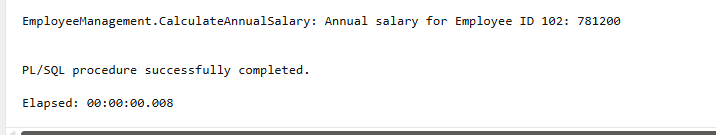 EmployeeManagement.CalculateAnnualSalary: Annual salary for Employee ID 102: 781200
PL/SQL procedure successfully completed.
Elapsed: 00:00:00.008